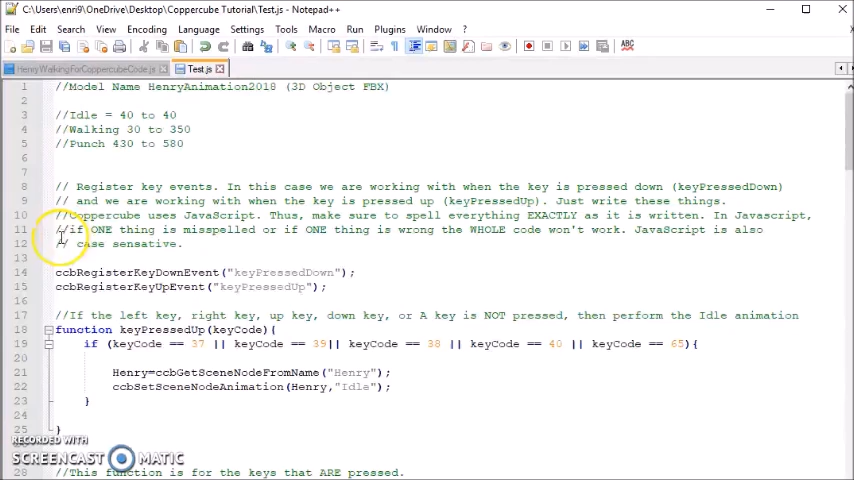 C:\Users\enri9\OneDrive\Desktop\Coppercube Tutorial\Test.js - Notepad++
File Edit Search View Encoding Language Settings Tools Macro Run Plugins Window ?
HenryWalkingForCoppercubeCode.js Test.js
1 //Model Name HenryAnimation2018 (3D Object FBX)
2
3 //Idle = 40 to 40
4 //Walking 30 to 350
5 //Punch 430 to 580
6
7
8 // Register key events. In this case we are working with when the key is pressed down (keyPressedDown)
9 // and we are working with when the key is pressed up (keyPressedUp). Just write these things.
10 //Coppercube uses JavaScript. Thus, make sure to spell everything EXACTLY as it is written. In Javascript,
11 //if ONE thing is misspelled or if ONE thing is wrong the WHOLE code won't work. JavaScript is also
12 // case sensative.
13
14 ccbRegisterKeyDownEvent("keyPressedDown");
15 ccbRegisterKeyUpEvent("keyPressedUp");
16
17 //If the left key, right key, up key, down key, or A key is NOT pressed, then perform the Idle animation
18 function keyPressedUp(keyCode){
19 if (keyCode == 37 || keyCode == 39|| keyCode == 38 || keyCode == 40 || keyCode == 65){
20
21 Henry=ccbGetSceneNodeFromName("Henry");
22 ccbSetSceneNodeAnimation(Henry,"Idle");
23 }
24
25 }
RECORDED WITH
SCREENCAST MATIC
28 //This function is for the keys that ARE pressed.